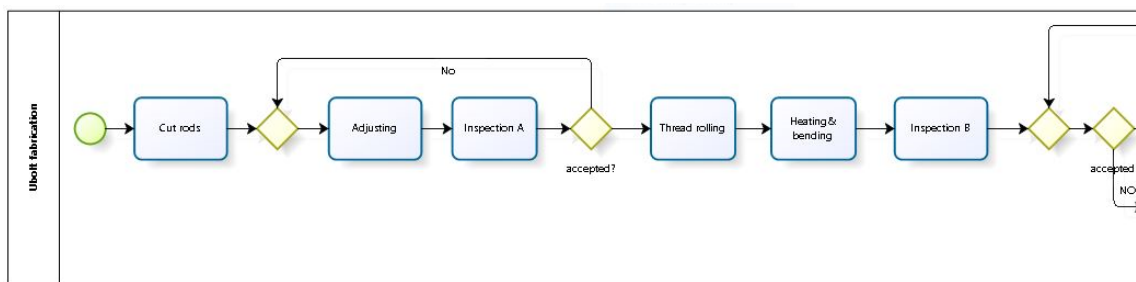 Ubolt fabrication
Cut rods
No
Adjusting
Inspection A
accepted?
Thread rolling
Heating &
bending
Inspection B
accepted
NO